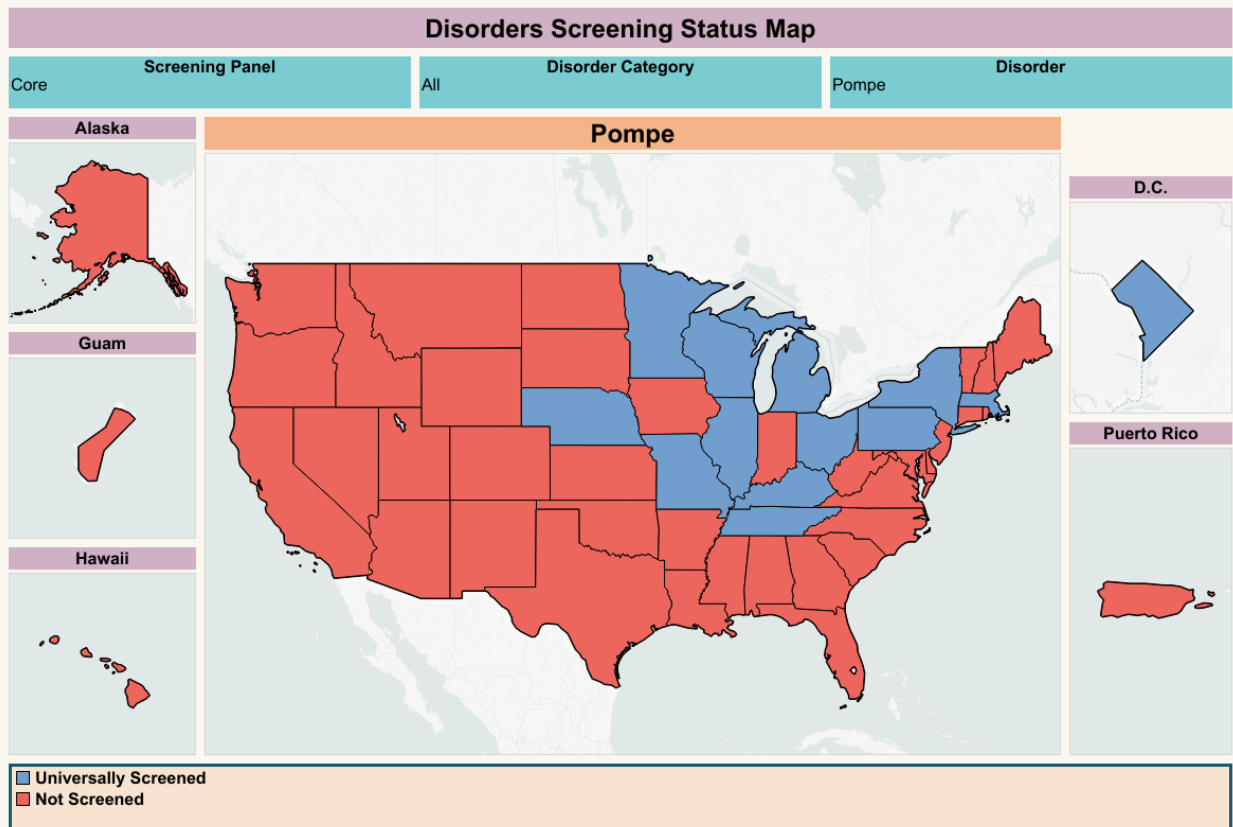 Disorders Screening Status Map
Screening Panel
Core
Disorder Category
All
Disorder
Pompe
Alaska
Pompe
D.C.
Guam
Puerto Rico
Hawaii
Universally Screened
Not Screened